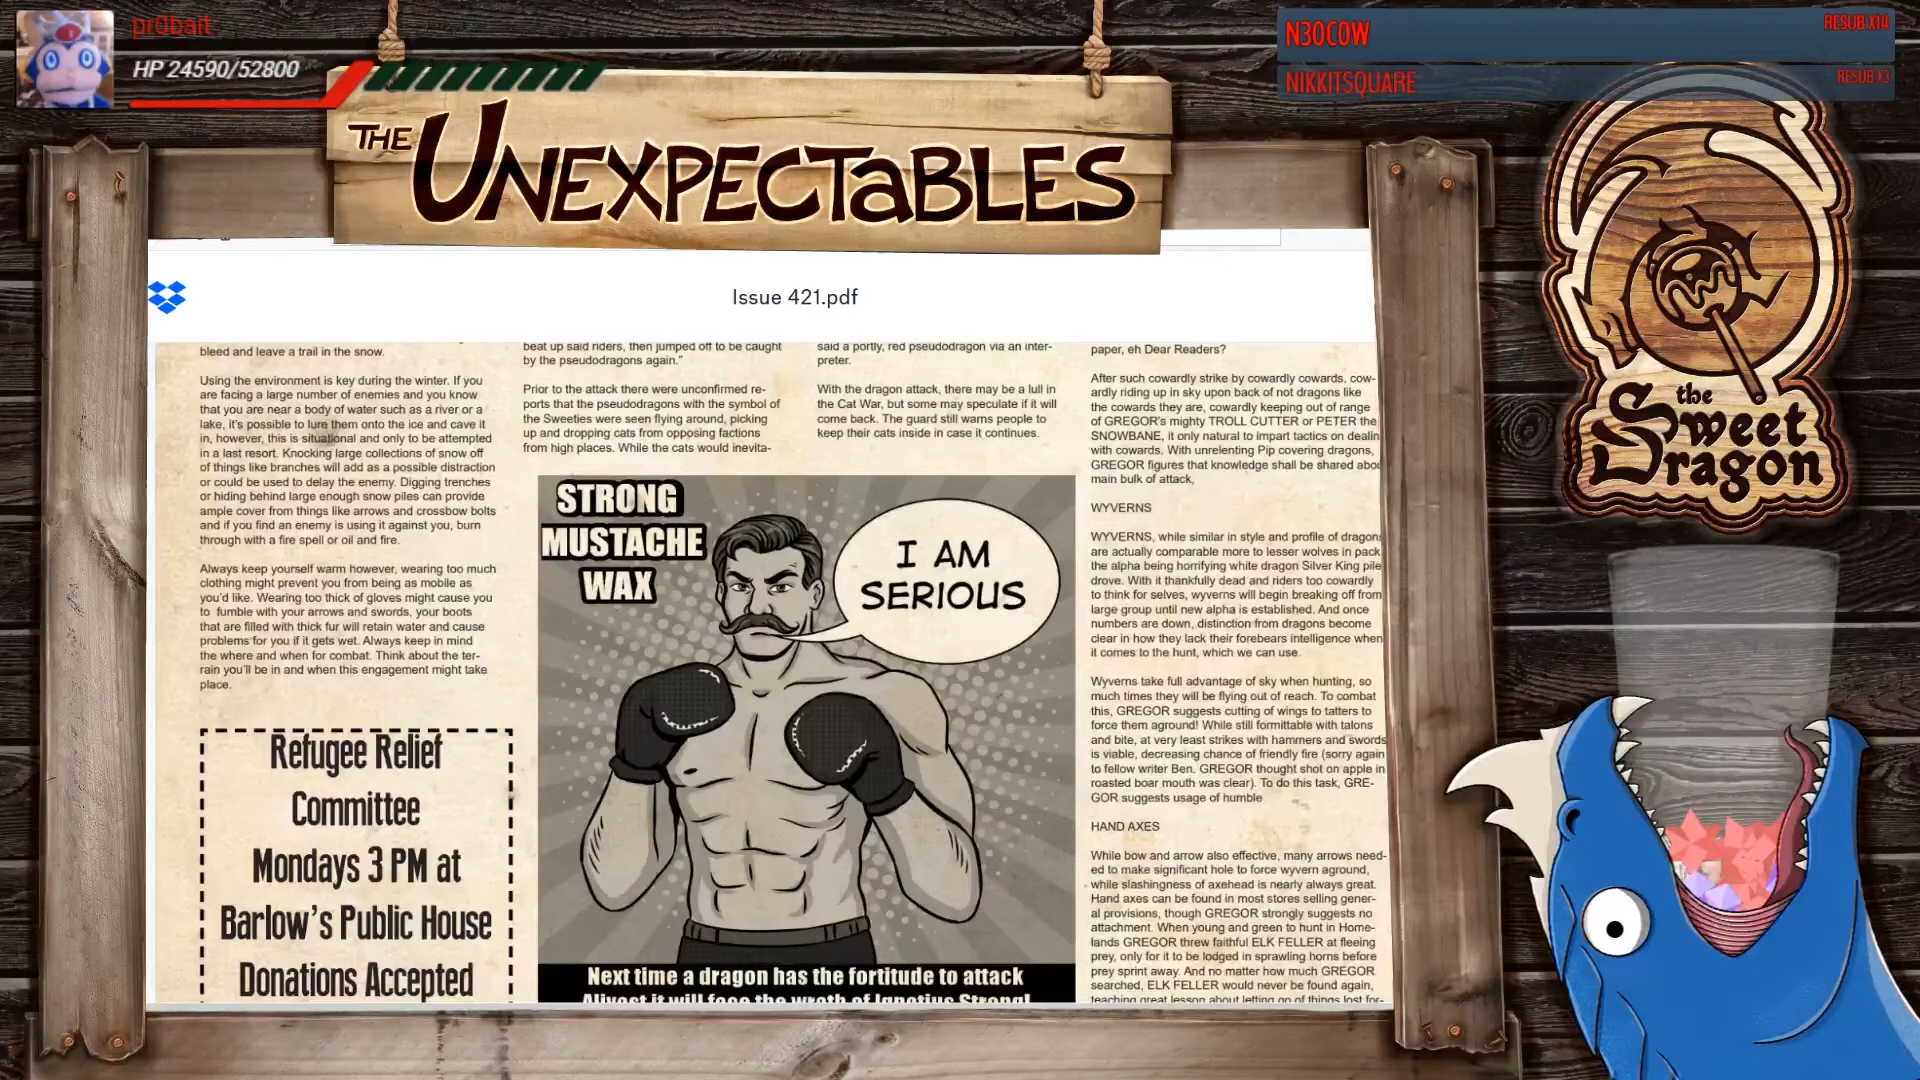 pr0bait
HP 24590/52800
N3OCOW
RESUB X14
NIKKITSQUARE
RESUB X3
THE UNEXPECTABLES
the Sweet Dragon
Issue 421.pdf
bleed and leave a trail in the snow.
Using the environment is key during the winter. If you
are facing a large number of enemies and you know
that you are near a body of water such as a river or a
lake, it's possible to lure them onto the ice and cave it
in, however, this is situational and only to be attempted
in a last resort. Knocking large collections of snow off
of things like branches will add as a possible distraction
or could be used to delay the enemy. Digging trenches
or hiding behind large enough snow piles can provide
ample cover from things like arrows and crossbow bolts
and if you find an enemy is using it against you, burn
through with a fire spell or oil and fire.
Always keep yourself warm however, wearing too much
clothing might prevent you from being as mobile as
you'd like. Wearing too thick of gloves might cause you
to fumble with your arrows and swords, your boots
that are filled with thick fur will retain water and cause
problems for you if it gets wet. Always keep in mind
the where and when for combat. Think about the ter-
rain you'll be in and when this engagement might take
place.
Refugee Relief
Committee
Mondays 3 PM at
Barlow's Public House
Donations Accepted
beat up said riders, then jumped off to be caught
by the pseudodragons again."
Prior to the attack there were unconfirmed re-
ports that the pseudodragons with the symbol of
the Sweeties were seen flying around, picking
up and dropping cats from opposing factions
from high places. While the cats would inevita-
said a portly, red pseudodragon via an inter-
preter.
With the dragon attack, there may be a lull in
the Cat War, but some may speculate if it will
come back. The guard still warns people to
keep their cats inside in case it continues.
STRONG
MUSTACHE
WAX
I AM
SERIOUS
Next time a dragon has the fortitude to attack
Alivast it will face the wrath of Ignatius Strong!
paper, eh Dear Readers?
After such cowardly strike by cowardly cowards, cow-
ardly riding up in sky upon back of not dragons like
the cowards they are, cowardly keeping out of range
of GREGOR's mighty TROLL CUTTER or PETER the
SNOWBANE, it only natural to impart tactics on dealin
with cowards. With unrelenting Pip covering dragons,
GREGOR figures that knowledge shall be shared abou
main bulk of attack,
WYVERNS
WYVERNS, while similar in style and profile of dragons
are actually comparable more to lesser wolves in pack
the alpha being horrifying white dragon Silver King pile
drove. With it thankfully dead and riders too cowardly
to think for selves, wyverns will begin breaking off from
large group until new alpha is established. And once
numbers are down, distinction from dragons become
clear in how they lack their forebears intelligence when
it comes to the hunt, which we can use.
Wyverns take full advantage of sky when hunting, so
much times they will be flying out of reach. To combat
this, GREGOR suggests cutting of wings to tatters to
force them aground! While still formittable with talons
and bite, at very least strikes with hammers and swords
is viable, decreasing chance of friendly fire (sorry again
to fellow writer Ben. GREGOR thought shot on apple in
roasted boar mouth was clear). To do this task, GRE-
GOR suggests usage of humble
HAND AXES
While bow and arrow also effective, many arrows need-
ed to make significant hole to force wyvern aground,
while slashingness of axehead is nearly always great.
Hand axes can be found in most stores selling gener-
al provisions, though GREGOR strongly suggests no
attachment. When young and green to hunt in Home-
lands GREGOR threw faithful ELK FELLER at fleeing
prey, only for it to be lodged in sprawling horns before
prey sprint away. And no matter how much GREGOR
searched, ELK FELLER would never be found again,
teaching great lesson about letting go of things lost for-